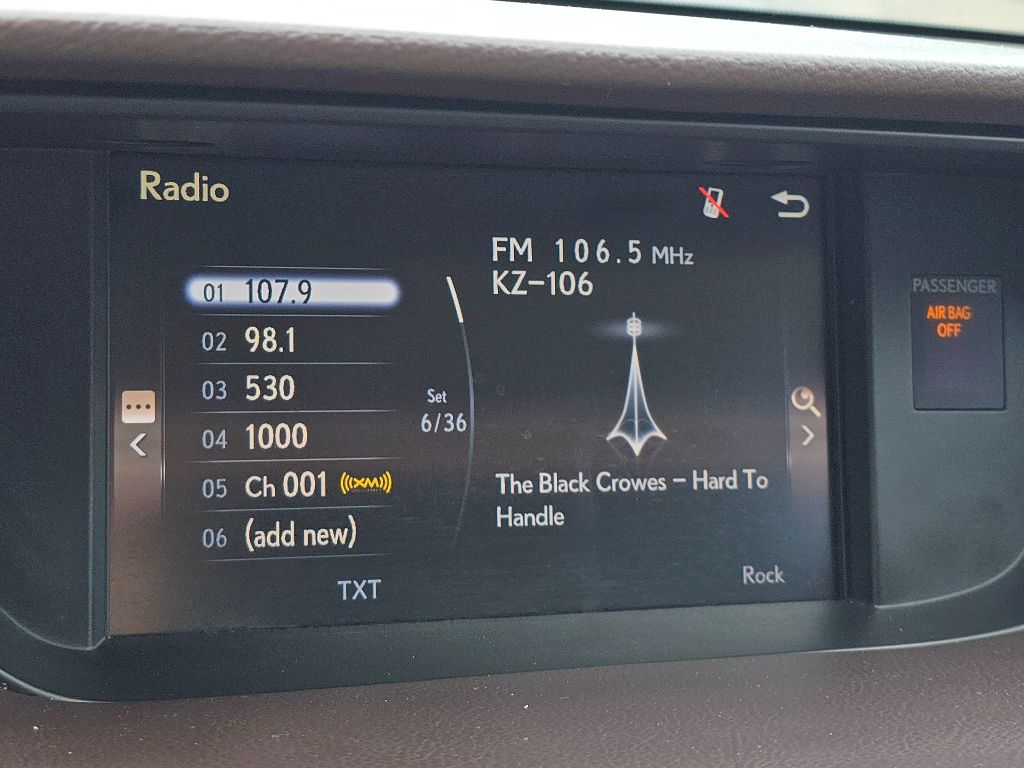 Radio
FM 106.5 MHz
KZ-106
01 107.9
02 98.1
03 530
04 1000
05 Ch 001 ((XM))
06 (add new)
Set
6/36
The Black Crowes - Hard To
Handle
TXT
Rock
PASSENGER
AIR BAG
OFF